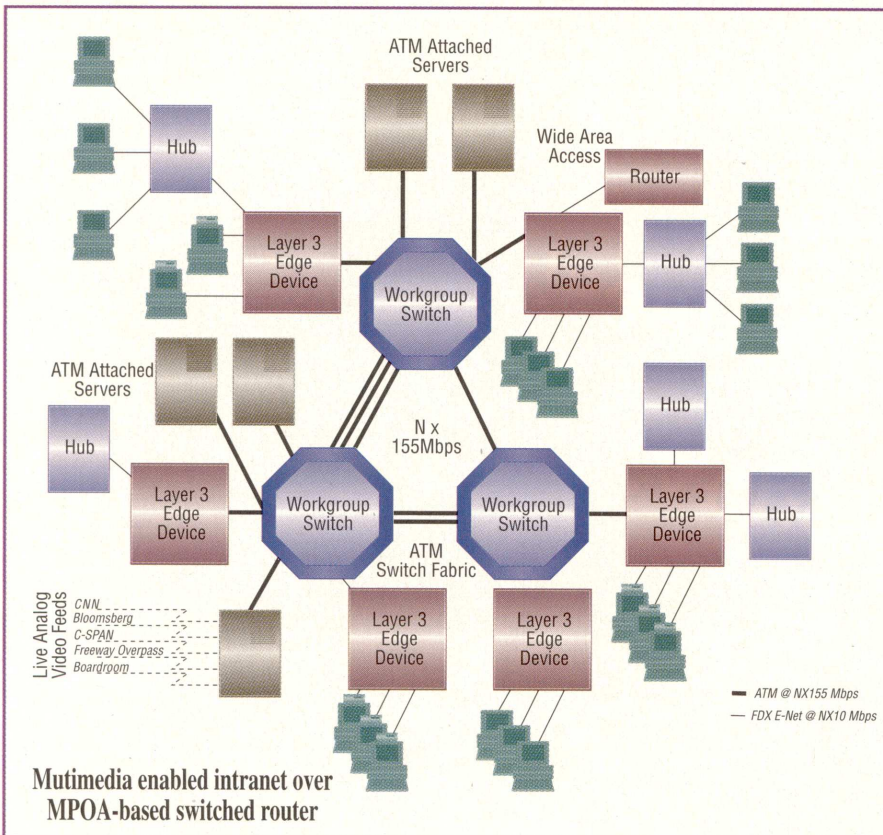 ATM Attached
Servers
Wide Area
Access
Router
Hub
Layer 3
Edge
Device
Workgroup
Switch
Layer 3
Edge
Device
Hub
ATM Attached
Servers
Hub
N x
155Mbps
Hub
Layer 3
Edge
Device
Workgroup
Switch
Workgroup
Switch
Layer 3
Edge
Device
Hub
ATM
Switch Fabric
Live Analog
Video Feeds
CNN
Bloomsberg
C-SPAN
Freeway Overpass
Boardroom
Layer 3
Edge
Device
Layer 3
Edge
Device
ATM @ NX155 Mbps
FDX E-Net @ NX10 Mbps
Mutimedia enabled intranet over
MPOA-based switched router